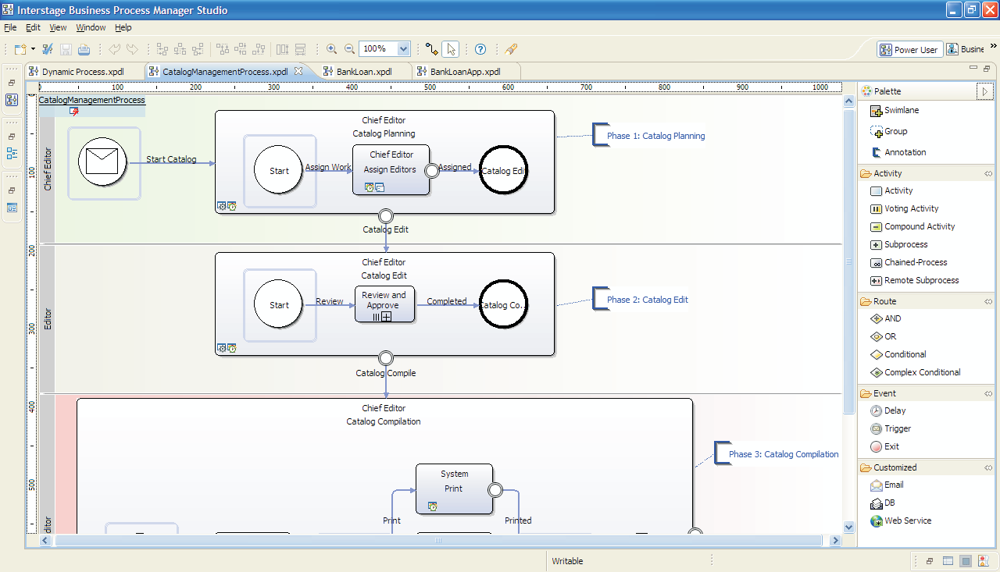 Interstage Business Process Manager Studio
File Edit View Window Help
100%
Power User
Busine
Dynamic Process.xpdl
CatalogManagementProcess.xpdl
BankLoan.xpdl
BankLoanApp.xpdl
0 100 200 300 400 500 600 700 800 900 1000
CatalogManagementProcess
Chief Editor
100
Start Catalog
Chief Editor
Catalog Planning
Start
Assign Work
Chief Editor
Assign Editors
Assigned
Catalog Edi
Phase 1: Catalog Planning
Catalog Edit
200
Editor
300
Chief Editor
Catalog Edit
Start
Review
Review and
Approve
Completed
Catalog Co..
Phase 2: Catalog Edit
Catalog Compile
400
Chief Editor
Catalog Compilation
Phase 3: Catalog Compilation
500
ditor
System
Print
Print
Printed
Palette
Swimlane
Group
Annotation
Activity
Activity
Voting Activity
Compound Activity
Subprocess
Chained-Process
Remote Subprocess
Route
AND
OR
Conditional
Complex Conditional
Event
Delay
Trigger
Exit
Customized
Email
DB
Web Service
Writable